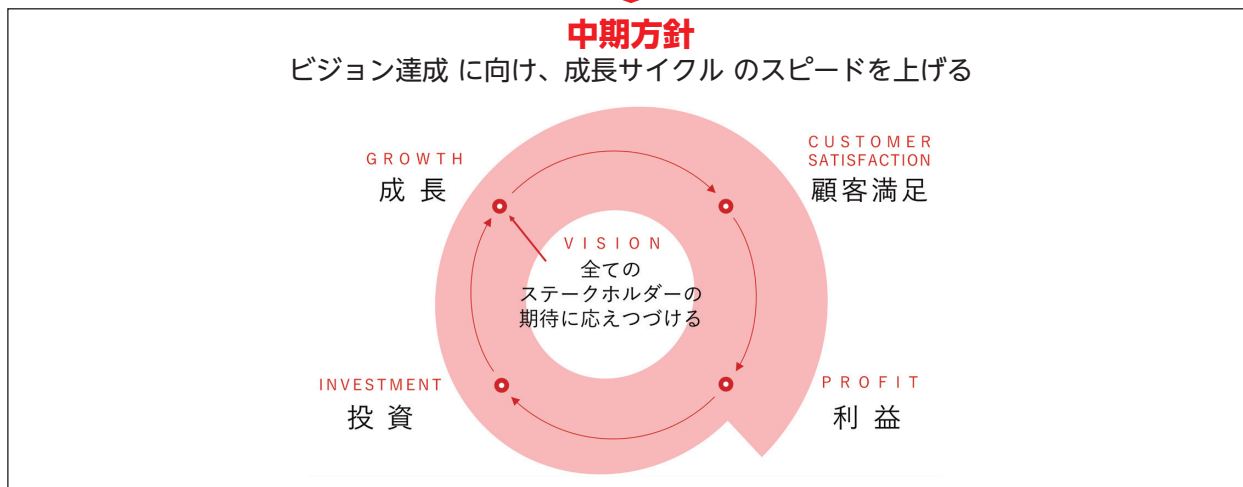 中期方針
ビジョン達成 に向け、成長サイクル のスピードを上げる
GROWTH
成長
CUSTOMER
SATISFACTION
顧客満足
VISION
全ての
ステークホルダーの
期待に応えつづける
INVESTMENT
投資
PROFIT
利益